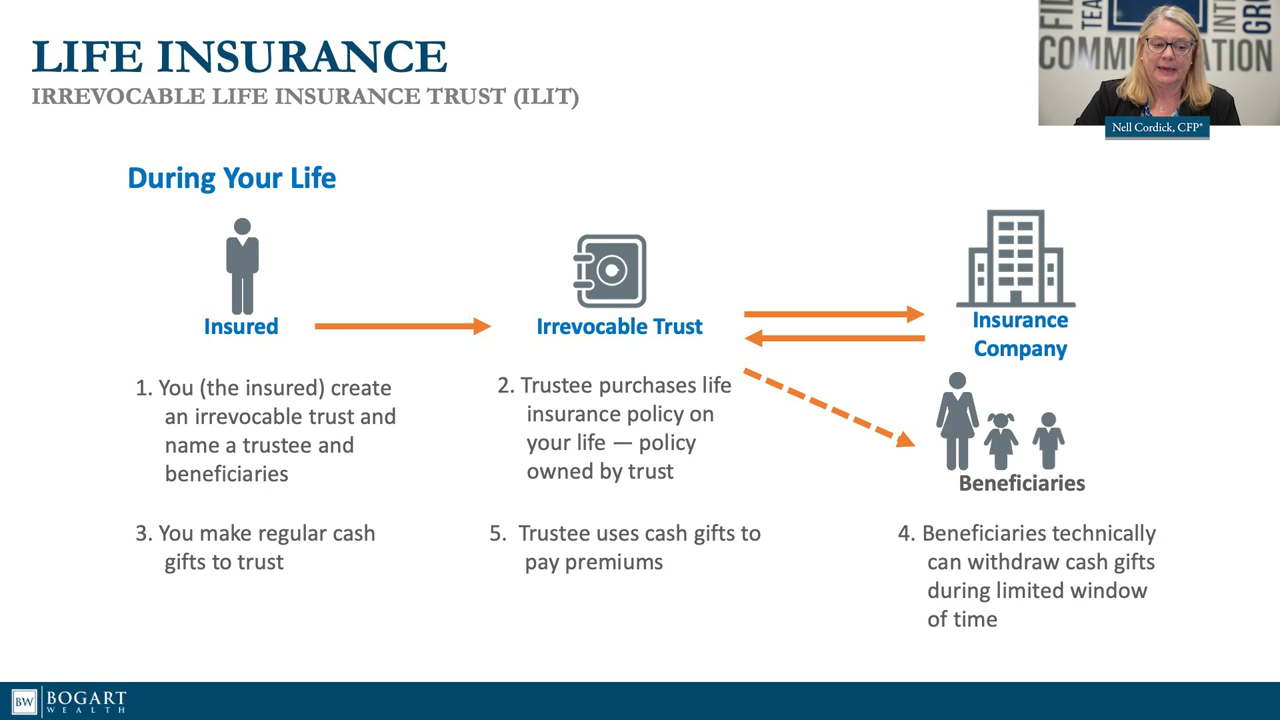 LIFE INSURANCE
IRREVOCABLE LIFE INSURANCE TRUST (ILIT)
COMMUNICATION
Nell Cordick, CFP®
During Your Life
Insured
Irrevocable Trust
Insurance
Company
1. You (the insured) create
an irrevocable trust and
name a trustee and
beneficiaries
2. Trustee purchases life
insurance policy on
your life — policy
owned by trust
Beneficiaries
3. You make regular cash
gifts to trust
5. Trustee uses cash gifts to
pay premiums
4. Beneficiaries technically
can withdraw cash gifts
during limited window
of time
BW
BOGART
WEALTH